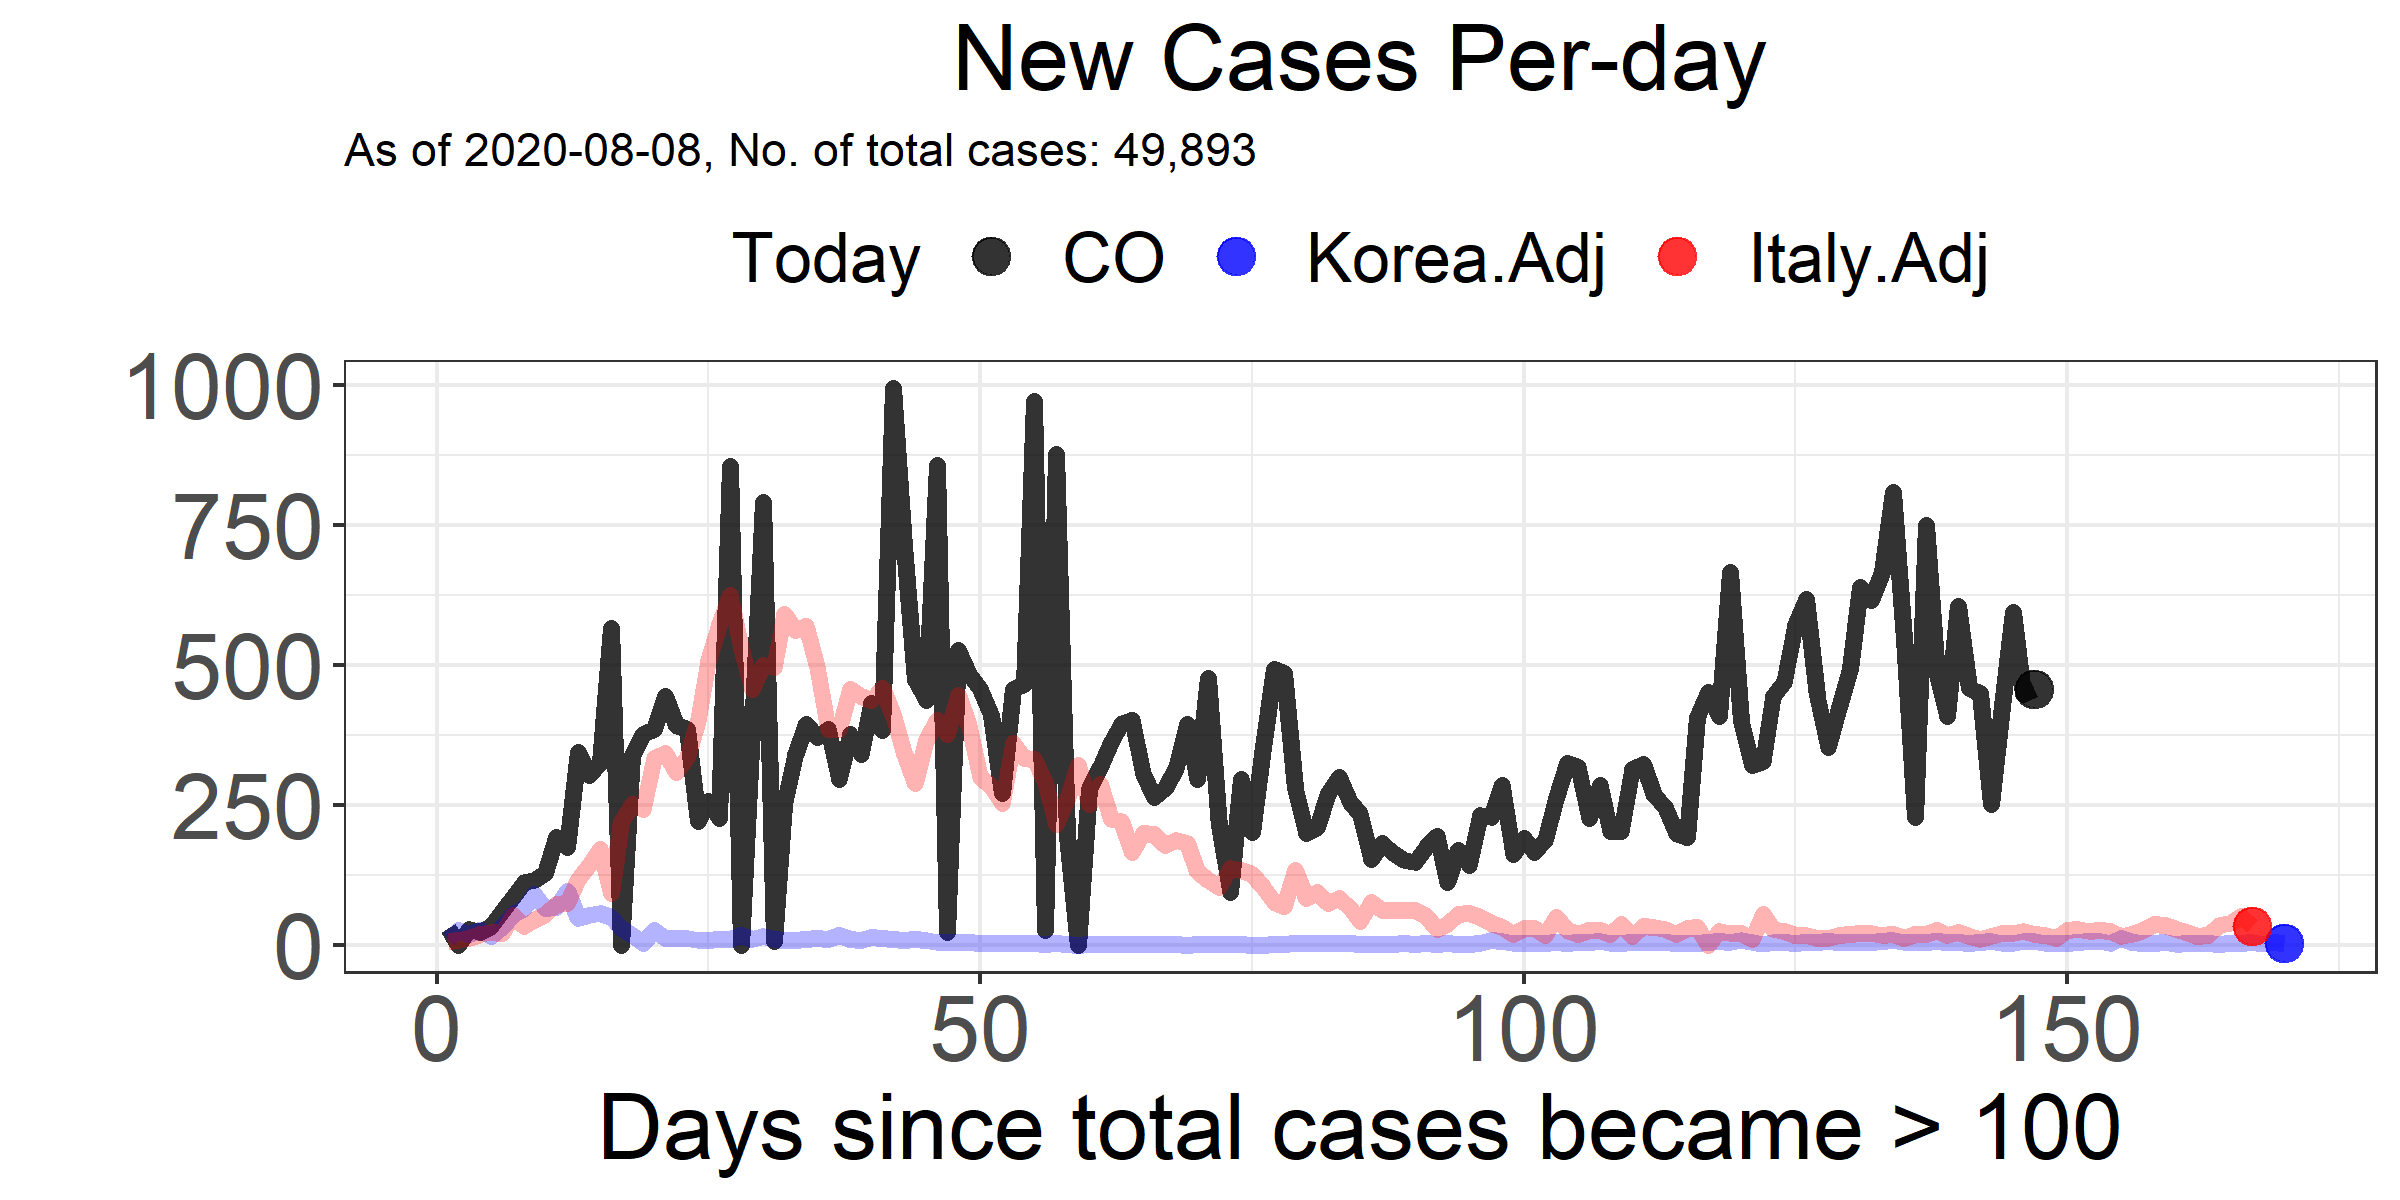 New Cases Per-day
As of 2020-08-08, No. of total cases: 49,893
Today CO Korea.Adj Italy.Adj
1000
750
500
250
0
0 50 100 150
Days since total cases became > 100